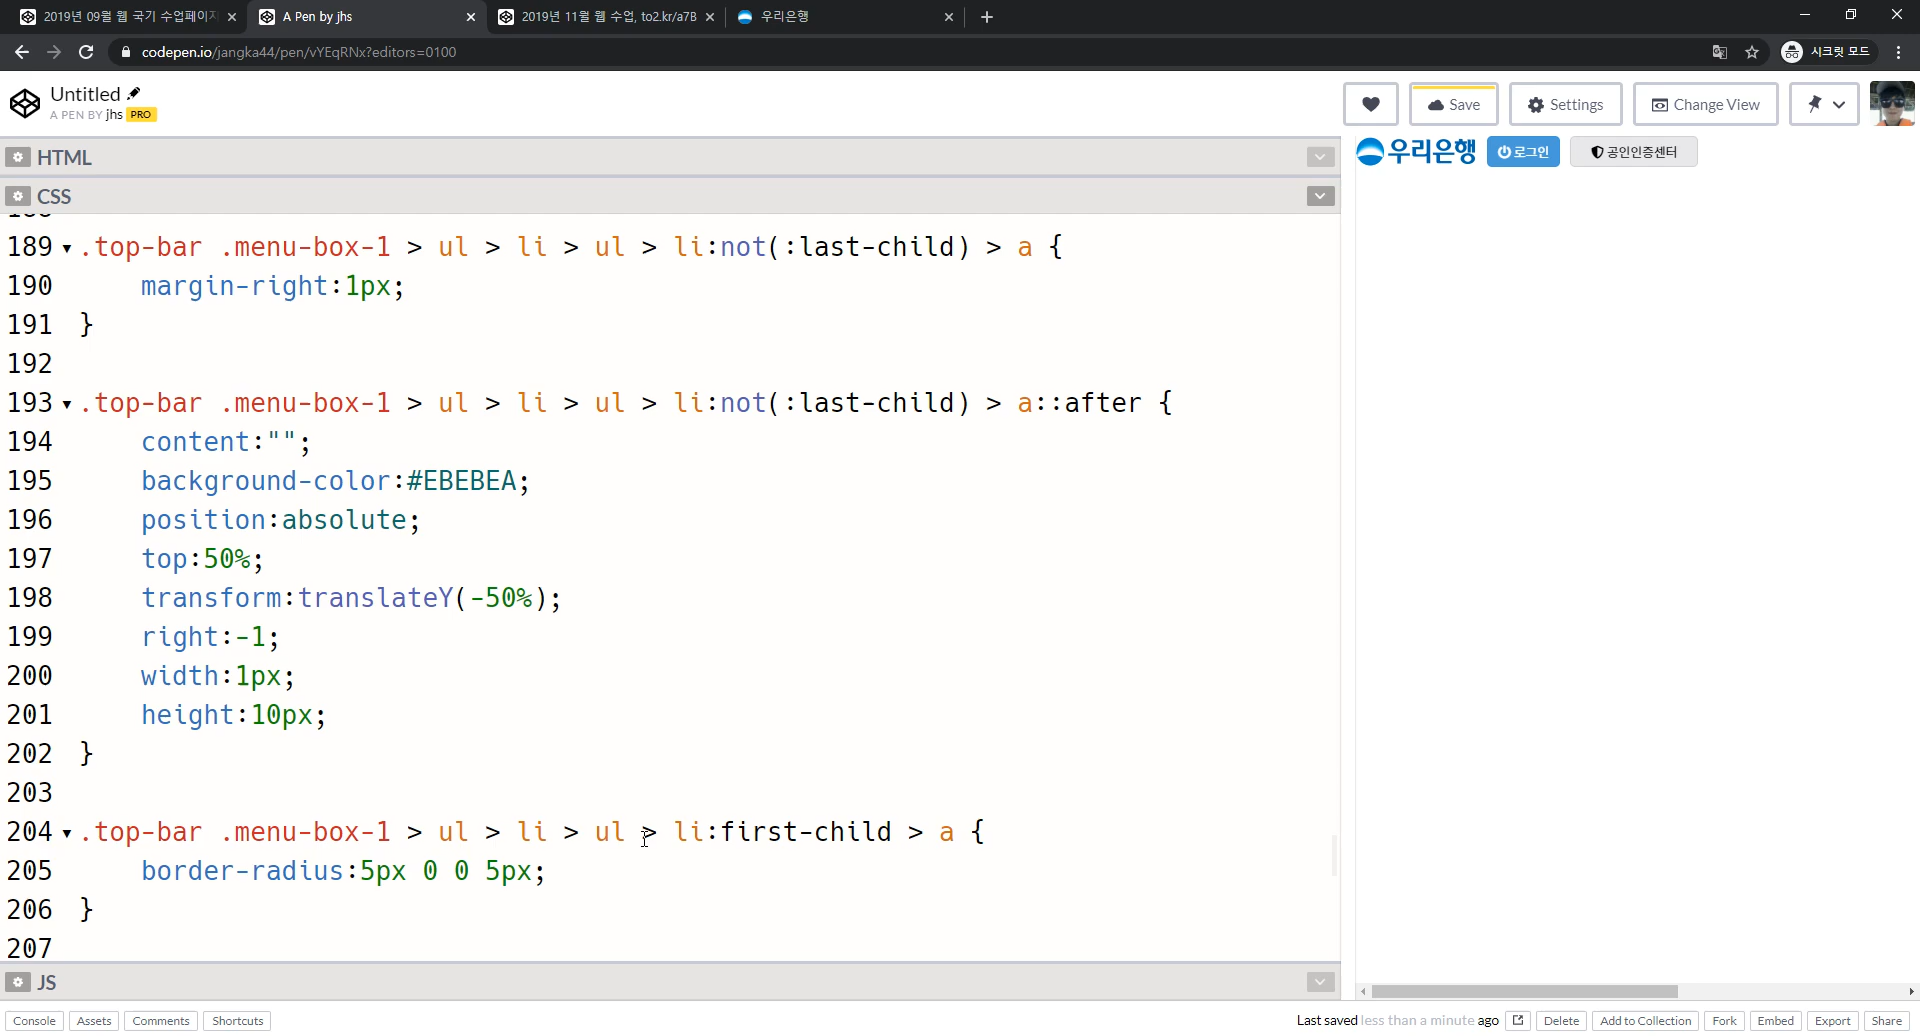 2019년 09월 웹 국기 수업페이지
A Pen by jhs
2019년 11월 웹 수업, to2.kr/a7B
우리은행
codepen.io/jangka44/pen/vYEqRNx?editors=0100
시크릿 모드
Untitled
A PEN BY jhs PRO
Save
Settings
Change View
HTML
우리은행
로그인
공인인증센터
CSS
189 .top-bar .menu-box-1 > ul > li > ul > li:not(:last-child) > a {
190 margin-right:1px;
191 }
192
193 .top-bar .menu-box-1 > ul > li > ul > li:not(:last-child) > a::after {
194 content:"";
195 background-color:#EBEBEA;
196 position:absolute;
197 top:50%;
198 transform:translateY(-50%);
199 right:-1;
200 width:1px;
201 height:10px;
202 }
203
204 .top-bar .menu-box-1 > ul > li > ul > li:first-child > a {
205 border-radius:5px 0 0 5px;
206 }
207
JS
Console Assets Comments Shortcuts
Last saved less than a minute ago Delete Add to Collection Fork Embed Export Share